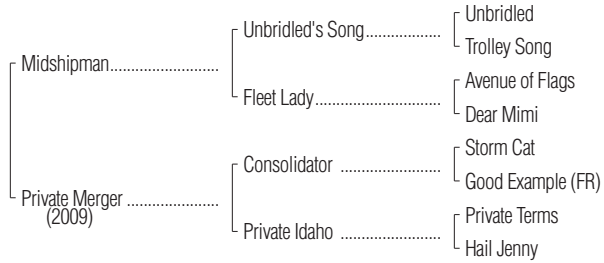 Unbridled
Unbridled's Song..................
Trolley Song
Midshipman..........................
Avenue of Flags
Fleet Lady..............................
Dear Mimi
Storm Cat
Consolidator ........................
Good Example (FR)
Private Merger ......................
(2009)
Private Terms
Private Idaho ........................
Hail Jenny